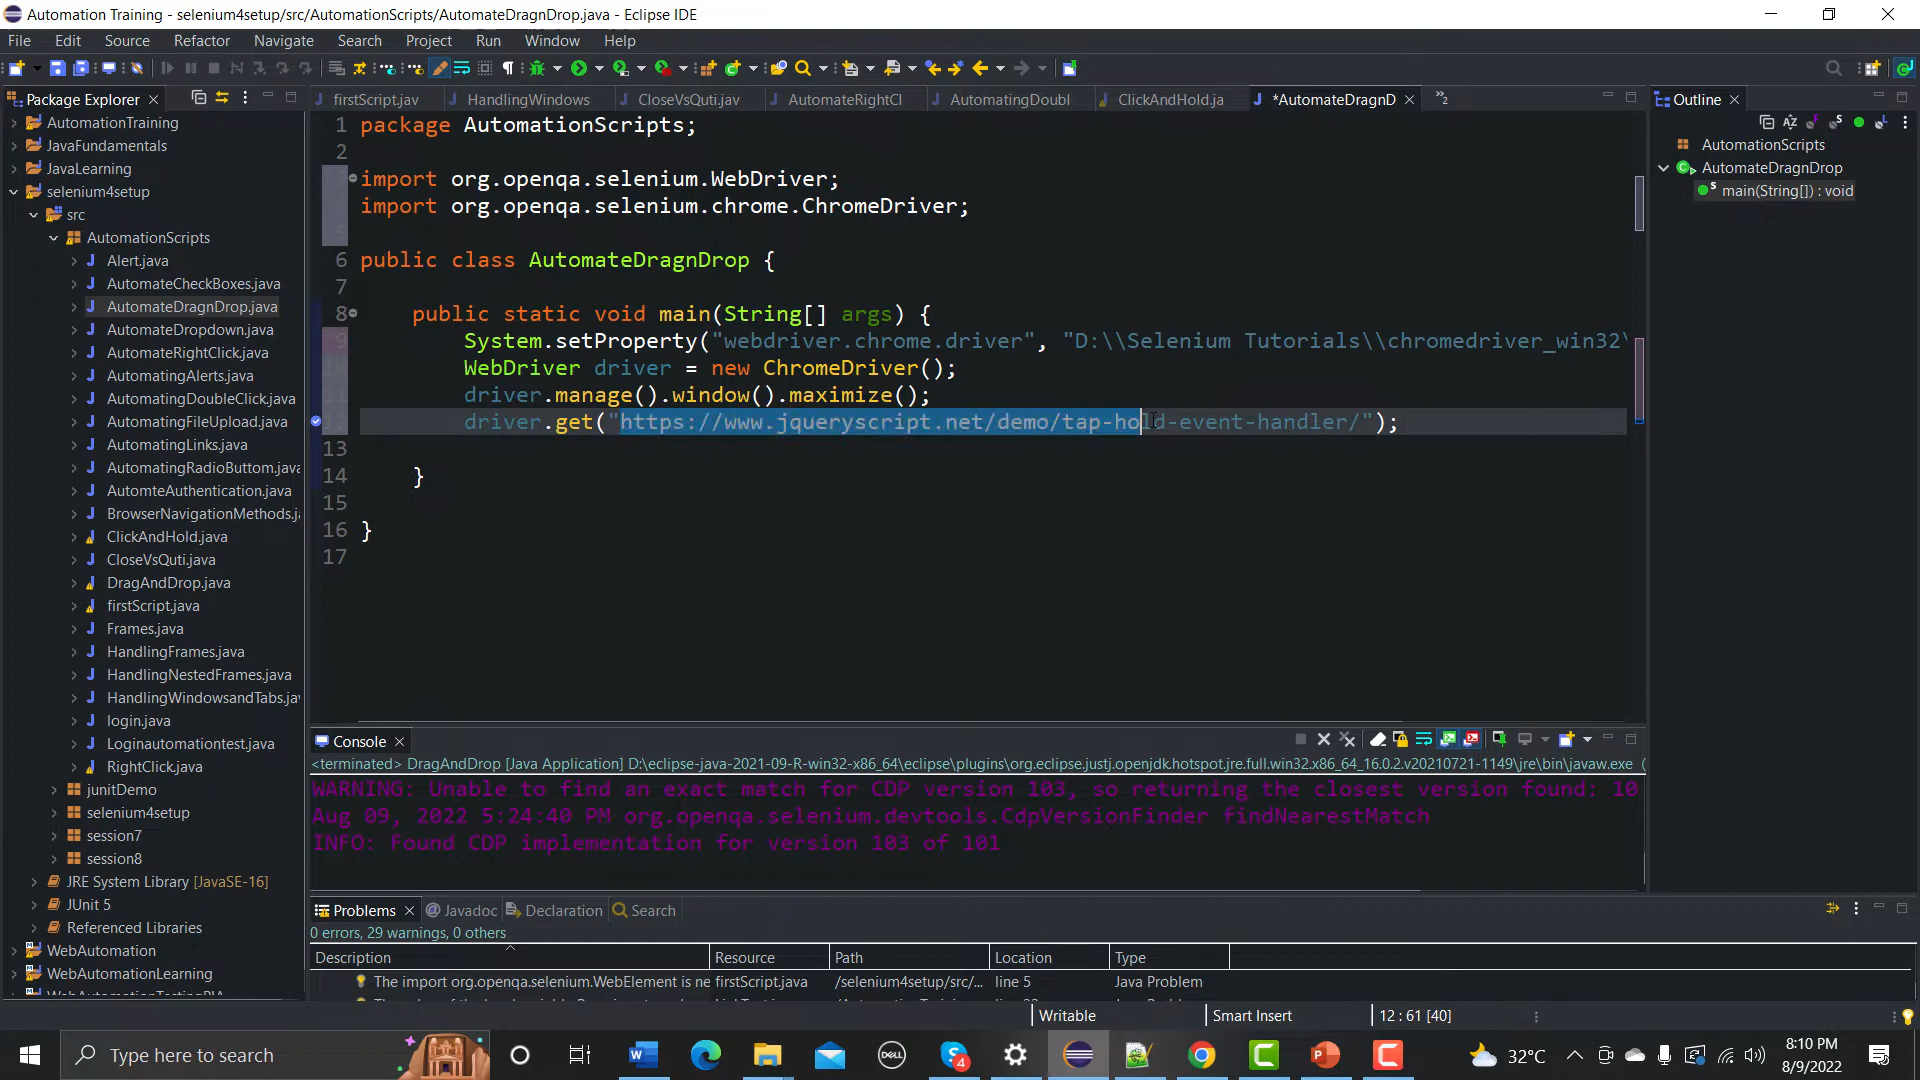 Automation Training - selenium4setup/src/AutomationScripts/AutomateDragnDrop.java - Eclipse IDE
File Edit Source Refactor Navigate Search Project Run Window Help
Package Explorer
firstScript.jav
HandlingWindows
CloseVsQuti.jav
AutomateRightCl
AutomatingDoubl
ClickAndHold.ja
*AutomateDragnD
»2
Outline
AutomationTraining
JavaFundamentals
JavaLearning
selenium4setup
src
AutomationScripts
Alert.java
AutomateCheckBoxes.java
AutomateDragnDrop.java
AutomateDropdown.java
AutomateRightClick.java
AutomatingAlerts.java
AutomatingDoubleClick.java
AutomatingFileUpload.java
AutomatingLinks.java
AutomatingRadioButtom.java
AutomteAuthentication.java
BrowserNavigationMethods.ja
ClickAndHold.java
CloseVsQuti.java
DragAndDrop.java
firstScript.java
Frames.java
HandlingFrames.java
HandlingNestedFrames.java
HandlingWindowsandTabs.java
login.java
Loginautomationtest.java
RightClick.java
junitDemo
selenium4setup
session7
session8
JRE System Library [JavaSE-16]
JUnit 5
Referenced Libraries
WebAutomation
WebAutomationLearning
1 package AutomationScripts;
2
import org.openqa.selenium.WebDriver;
import org.openqa.selenium.chrome.ChromeDriver;
6 public class AutomateDragnDrop {
7
8 public static void main(String[] args) {
9 System.setProperty("webdriver.chrome.driver", "D:\\Selenium Tutorials\\chromedriver_win32\
WebDriver driver = new ChromeDriver();
driver.manage().window().maximize();
driver.get("https://www.jqueryscript.net/demo/tap-hold-event-handler/");
13
14 }
15
16 }
17
AutomationScripts
AutomateDragnDrop
main(String[]) : void
Console
<terminated> DragAndDrop [Java Application] D:\eclipse-java-2021-09-R-win32-x86_64\eclipse\plugins\org.eclipse.justj.openjdk.hotspot.jre.full.win32.x86_64_16.0.2.v20210721-1149\jre\bin\javaw.exe (
WARNING: Unable to find an exact match for CDP version 103, so returning the closest version found: 10
Aug 09, 2022 5:24:40 PM org.openqa.selenium.devtools.CdpVersionFinder findNearestMatch
INFO: Found CDP implementation for version 103 of 101
Problems @ Javadoc Declaration Search
0 errors, 29 warnings, 0 others
Description Resource Path Location Type
The import org.openqa.selenium.WebElement is ne firstScript.java /selenium4setup/src/... line 5 Java Problem
Writable Smart Insert 12 : 61 [40]
Type here to search
DELL
4
32°C
8:10 PM
8/9/2022